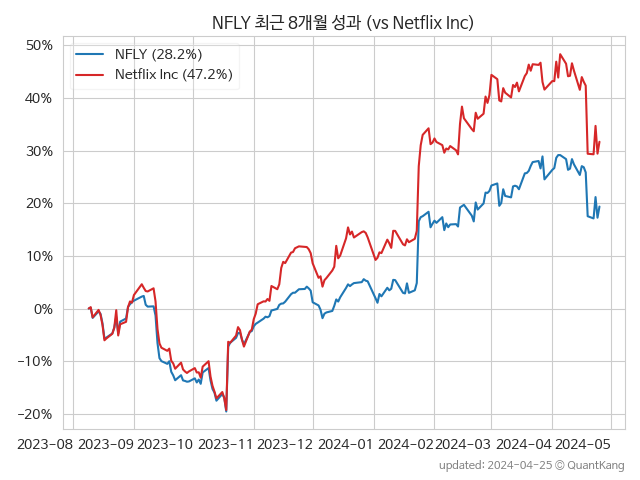 NFLY 최근 8개월 성과 (vs Netflix Inc)
NFLY (28.2%)
Netflix Inc (47.2%)
50%
40%
30%
20%
10%
0%
−10%
−20%
2023-08 2023-09 2023-10 2023-11 2023-12 2024-01 2024-02 2024-03 2024-04 2024-05
updated: 2024-04-25 © QuantKang